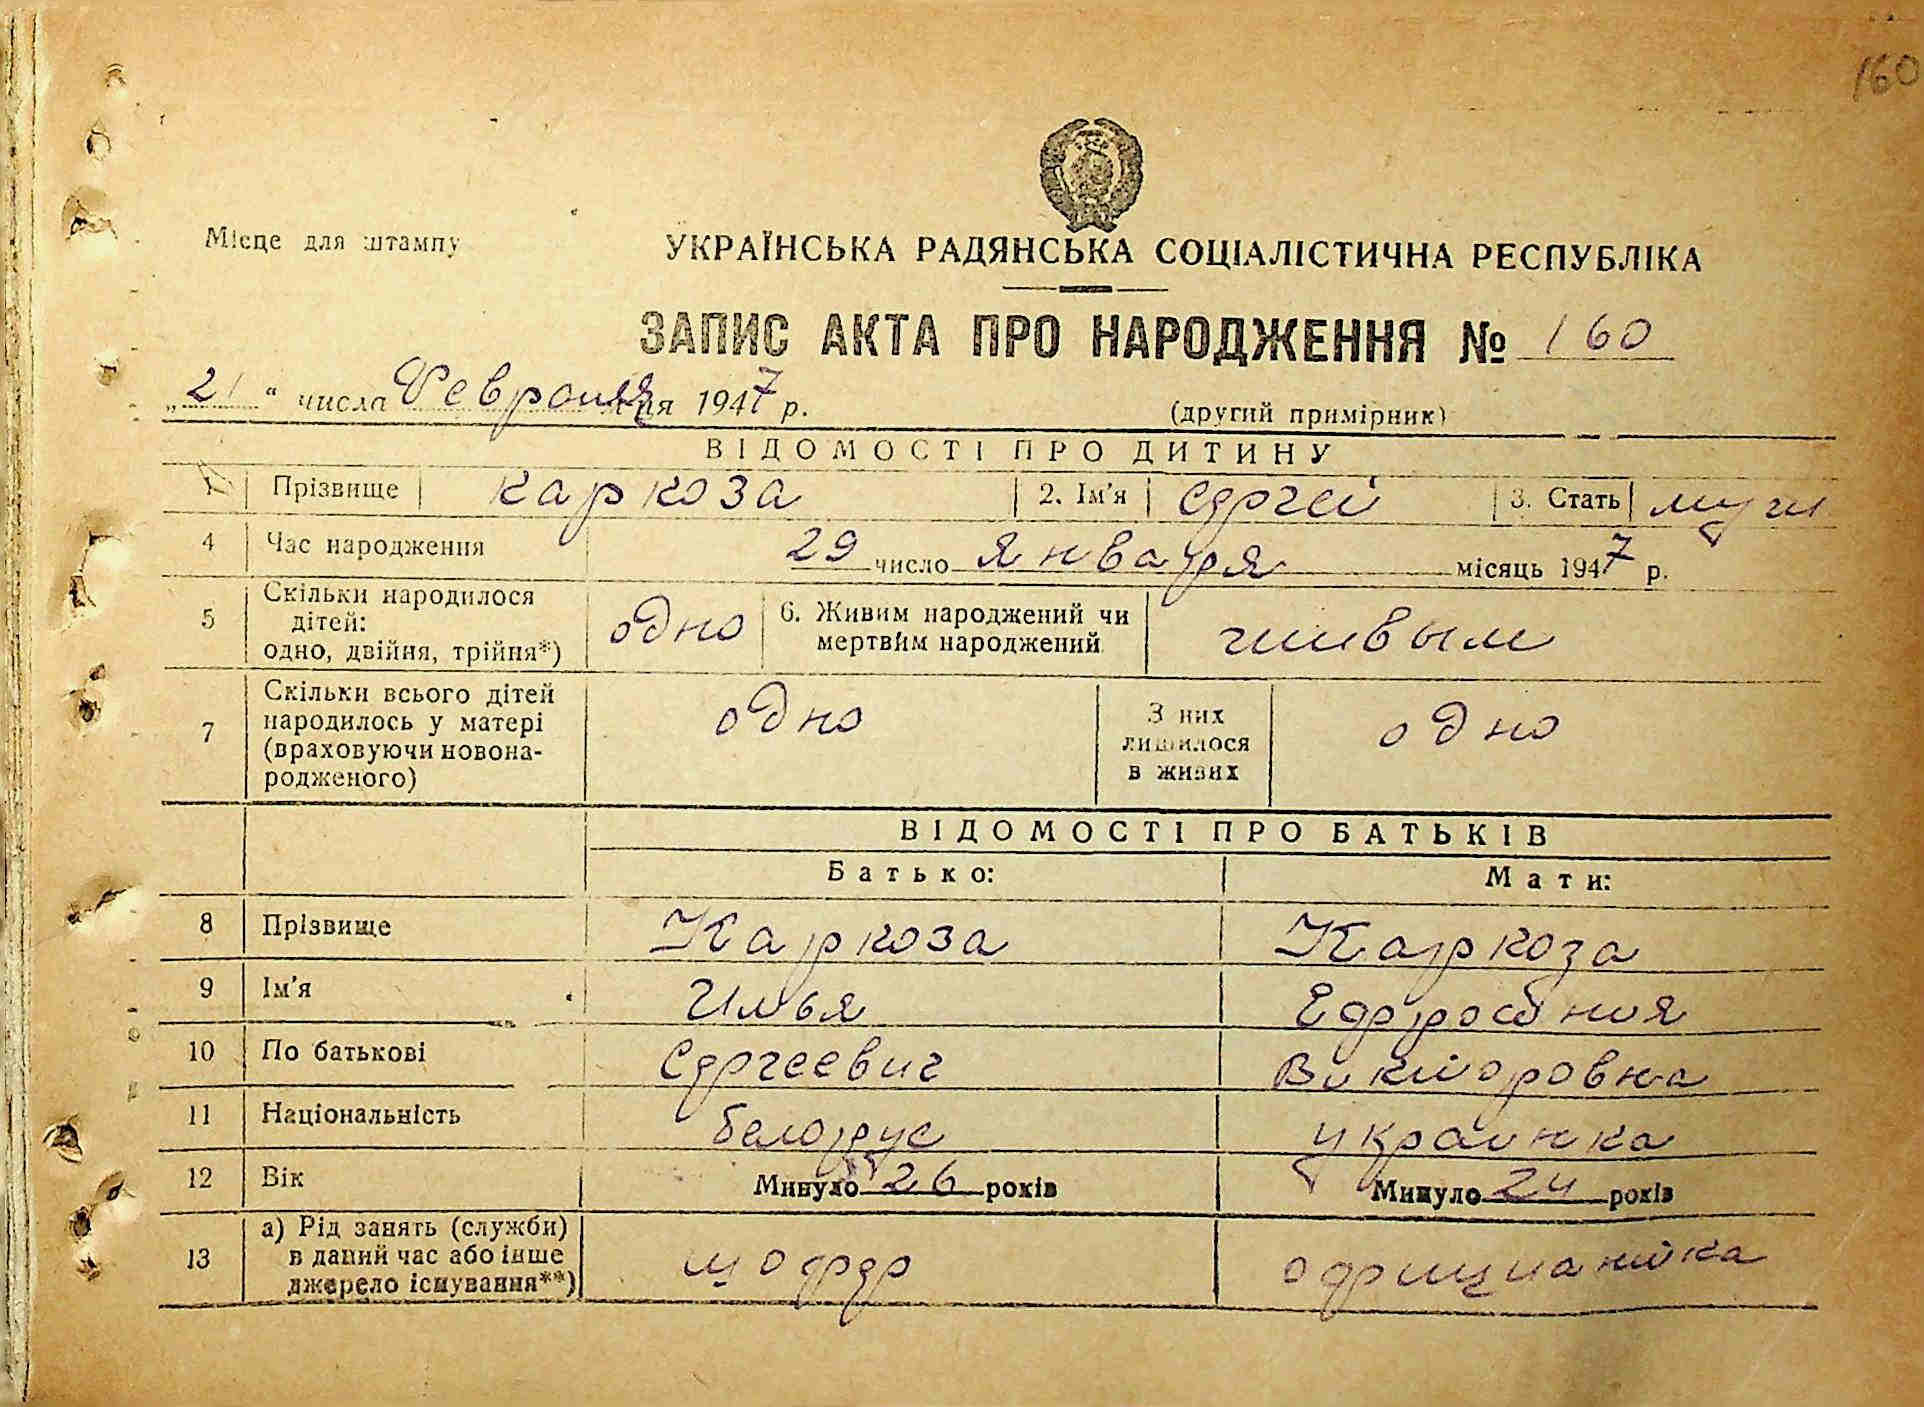 160
Місце для штампу
УКРАЇНСЬКА РАДЯНСЬКА СОЦІАЛІСТИЧНА РЕСПУБЛІКА
ЗАПИС АКТА ПРО НАРОДЖЕННЯ № 160
„21“ числа Февраля ця 1947 р.
(другий примірник)
ВІДОМОСТІ ПРО ДИТИНУ
1 Прізвище Каркоза 2. Ім'я Сергей 3. Стать муж
4 Час народження 29 число января місяць 1947 р.
5 Скільки народилося дітей: одно, двійня, трійня*) одно 6. Живим народжений чи мертвим народжений живым
7 Скільки всього дітей народилось у матері (враховуючи новонародженого) одно З них лишилося в живих одно
ВІДОМОСТІ ПРО БАТЬКІВ
Батько: Мати:
8 Прізвище Каркоза Каркоза
9 Ім'я Илья
10 По батькові Сергеевич Викторовна
11 Національність белорус украинка
12 Вік Минуло 26 років Минуло 24 років
13 а) Рід занять (служби) в даний час або інше джерело існування**) шофер официантка